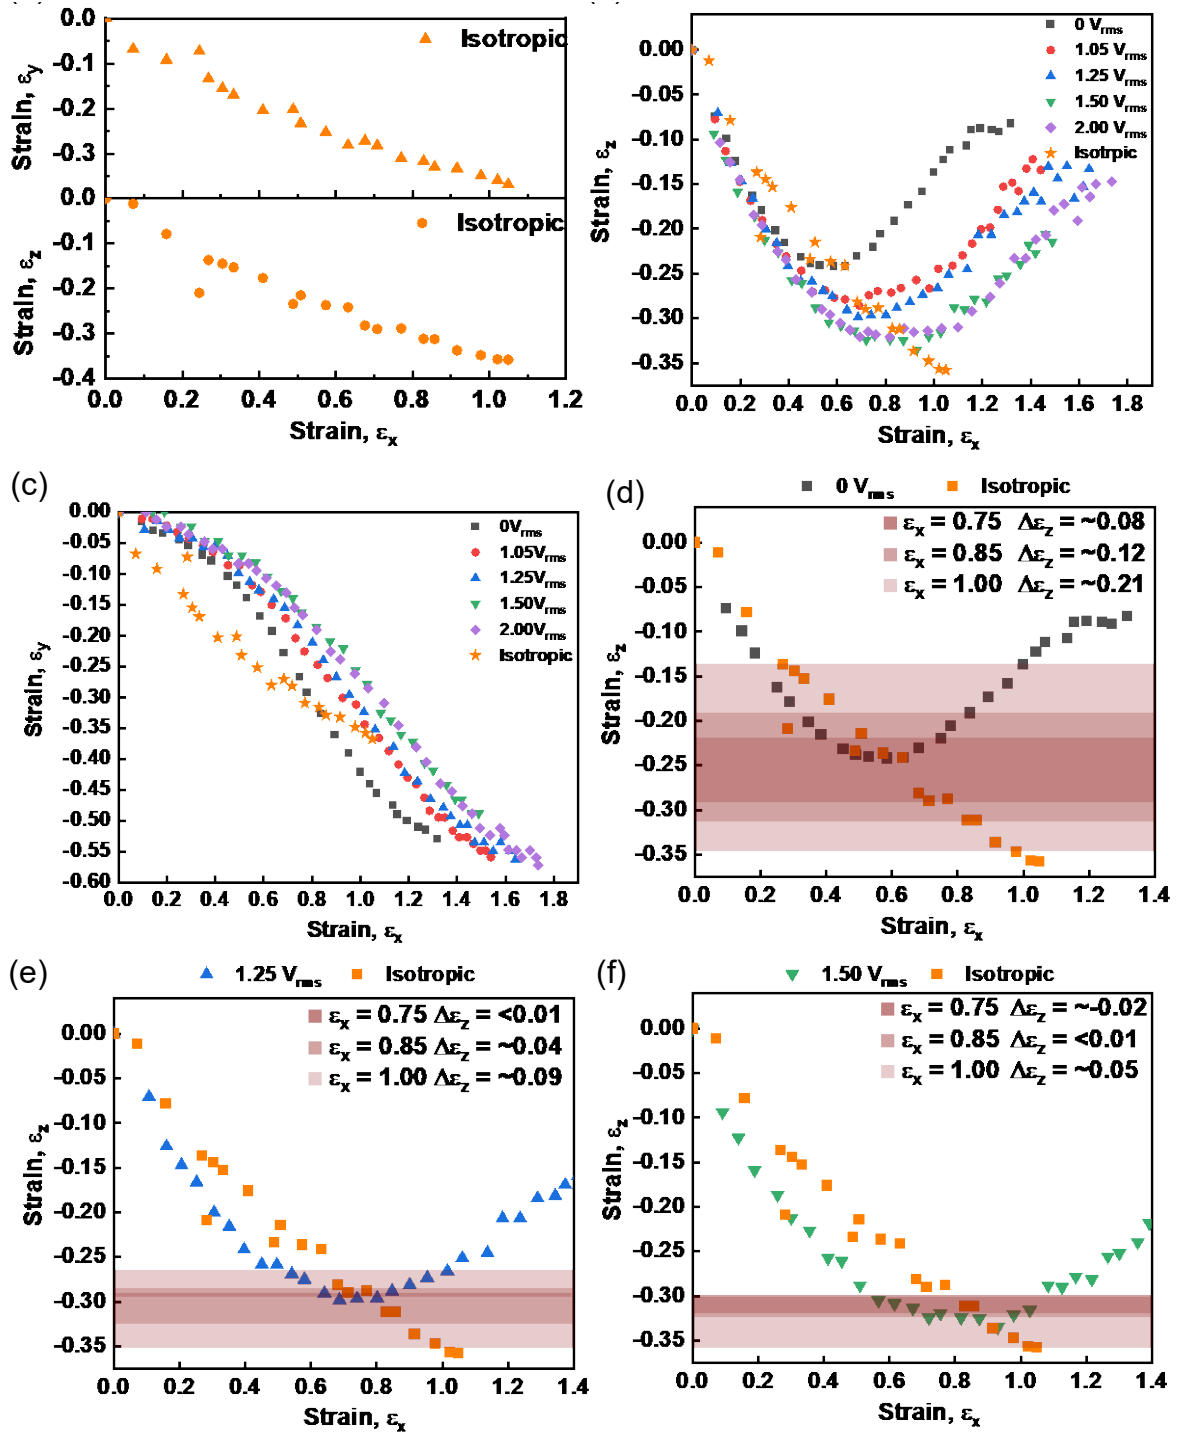 Isotropic
Strain, εy
0.0
-0.1
-0.2
-0.3
0.0
Isotropic
Strain, εz
-0.1
-0.2
-0.3
-0.4
0.0 0.2 0.4 0.6 0.8 1.0 1.2
Strain, εx
0 Vrms
1.05 Vrms
1.25 Vrms
1.50 Vrms
2.00 Vrms
Isotrpic
Strain, εz
0.00
-0.05
-0.10
-0.15
-0.20
-0.25
-0.30
-0.35
0.0 0.2 0.4 0.6 0.8 1.0 1.2 1.4 1.6 1.8
Strain, εx
(c)
0Vrms
1.05Vrms
1.25Vrms
1.50Vrms
2.00Vrms
Isotropic
Strain, εy
0.00
-0.05
-0.10
-0.15
-0.20
-0.25
-0.30
-0.35
-0.40
-0.45
-0.50
-0.55
-0.60
0.0 0.2 0.4 0.6 0.8 1.0 1.2 1.4 1.6 1.8
Strain, εx
(d)
0 Vrms Isotropic
εx = 0.75 Δεz = ~0.08
εx = 0.85 Δεz = ~0.12
εx = 1.00 Δεz = ~0.21
Strain, εz
0.00
-0.05
-0.10
-0.15
-0.20
-0.25
-0.30
-0.35
0.0 0.2 0.4 0.6 0.8 1.0 1.2 1.4
Strain, εx
(e)
1.25 Vrms Isotropic
εx = 0.75 Δεz = <0.01
εx = 0.85 Δεz = ~0.04
εx = 1.00 Δεz = ~0.09
Strain, εz
0.00
-0.05
-0.10
-0.15
-0.20
-0.25
-0.30
-0.35
0.0 0.2 0.4 0.6 0.8 1.0 1.2 1.4
Strain, εx
(f)
1.50 Vrms Isotropic
εx = 0.75 Δεz = ~-0.02
εx = 0.85 Δεz = <0.01
εx = 1.00 Δεz = ~0.05
Strain, εz
0.00
-0.05
-0.10
-0.15
-0.20
-0.25
-0.30
-0.35
0.0 0.2 0.4 0.6 0.8 1.0 1.2 1.4
Strain, εx